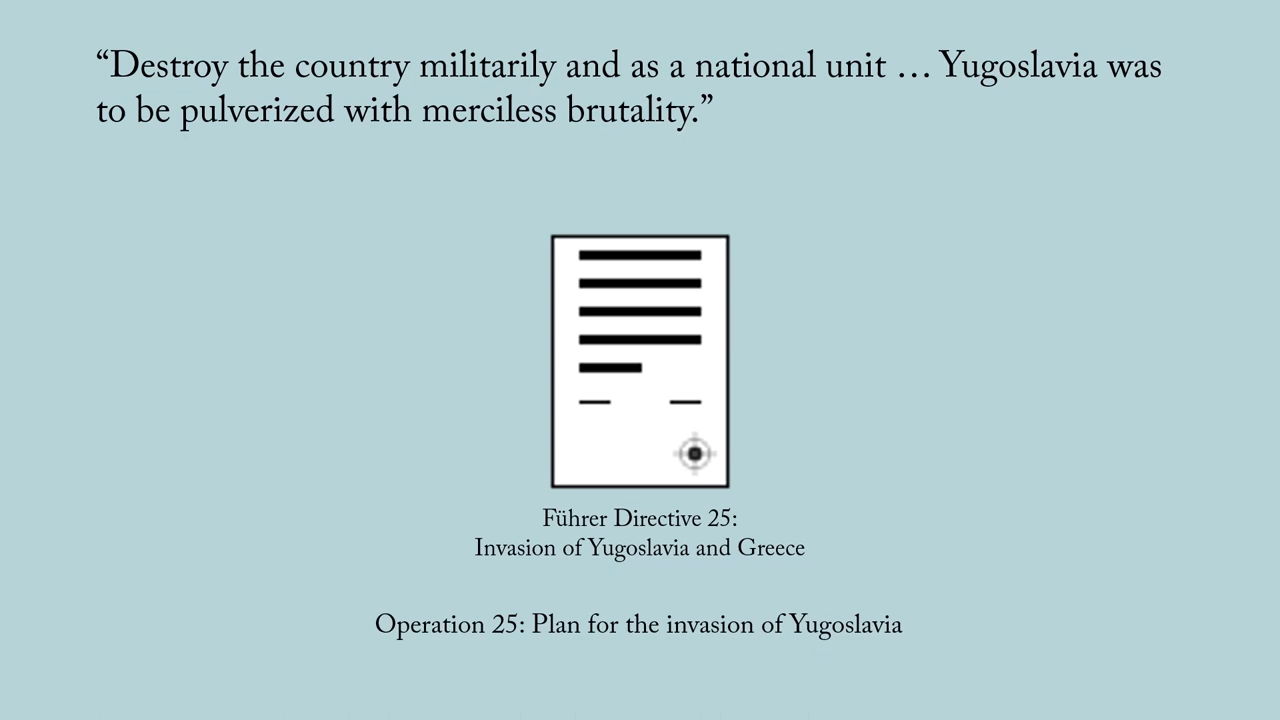 “Destroy the country militarily and as a national unit … Yugoslavia was
to be pulverized with merciless brutality.”
Führer Directive 25:
Invasion of Yugoslavia and Greece
Operation 25: Plan for the invasion of Yugoslavia